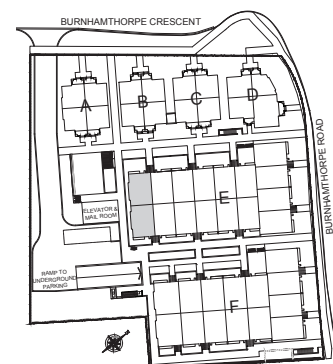 BURNHAMTHORPE CRESCENT
A
B
C
D
E
BURNHAMTHORPE ROAD
ELEVATOR &
MAIL ROOM
RAMP TO
UNDERGROUND
PARKING
F